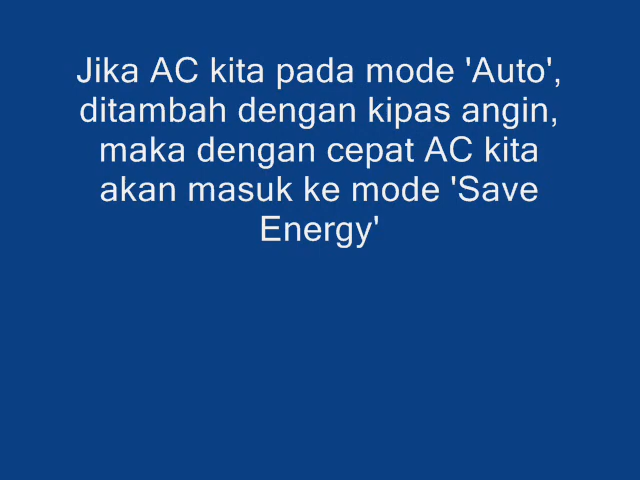 Jika AC kita pada mode 'Auto',
ditambah dengan kipas angin,
maka dengan cepat AC kita
akan masuk ke mode 'Save
Energy'